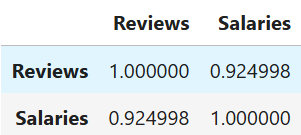 Reviews Salaries
Reviews 1.000000 0.924998
Salaries 0.924998 1.000000